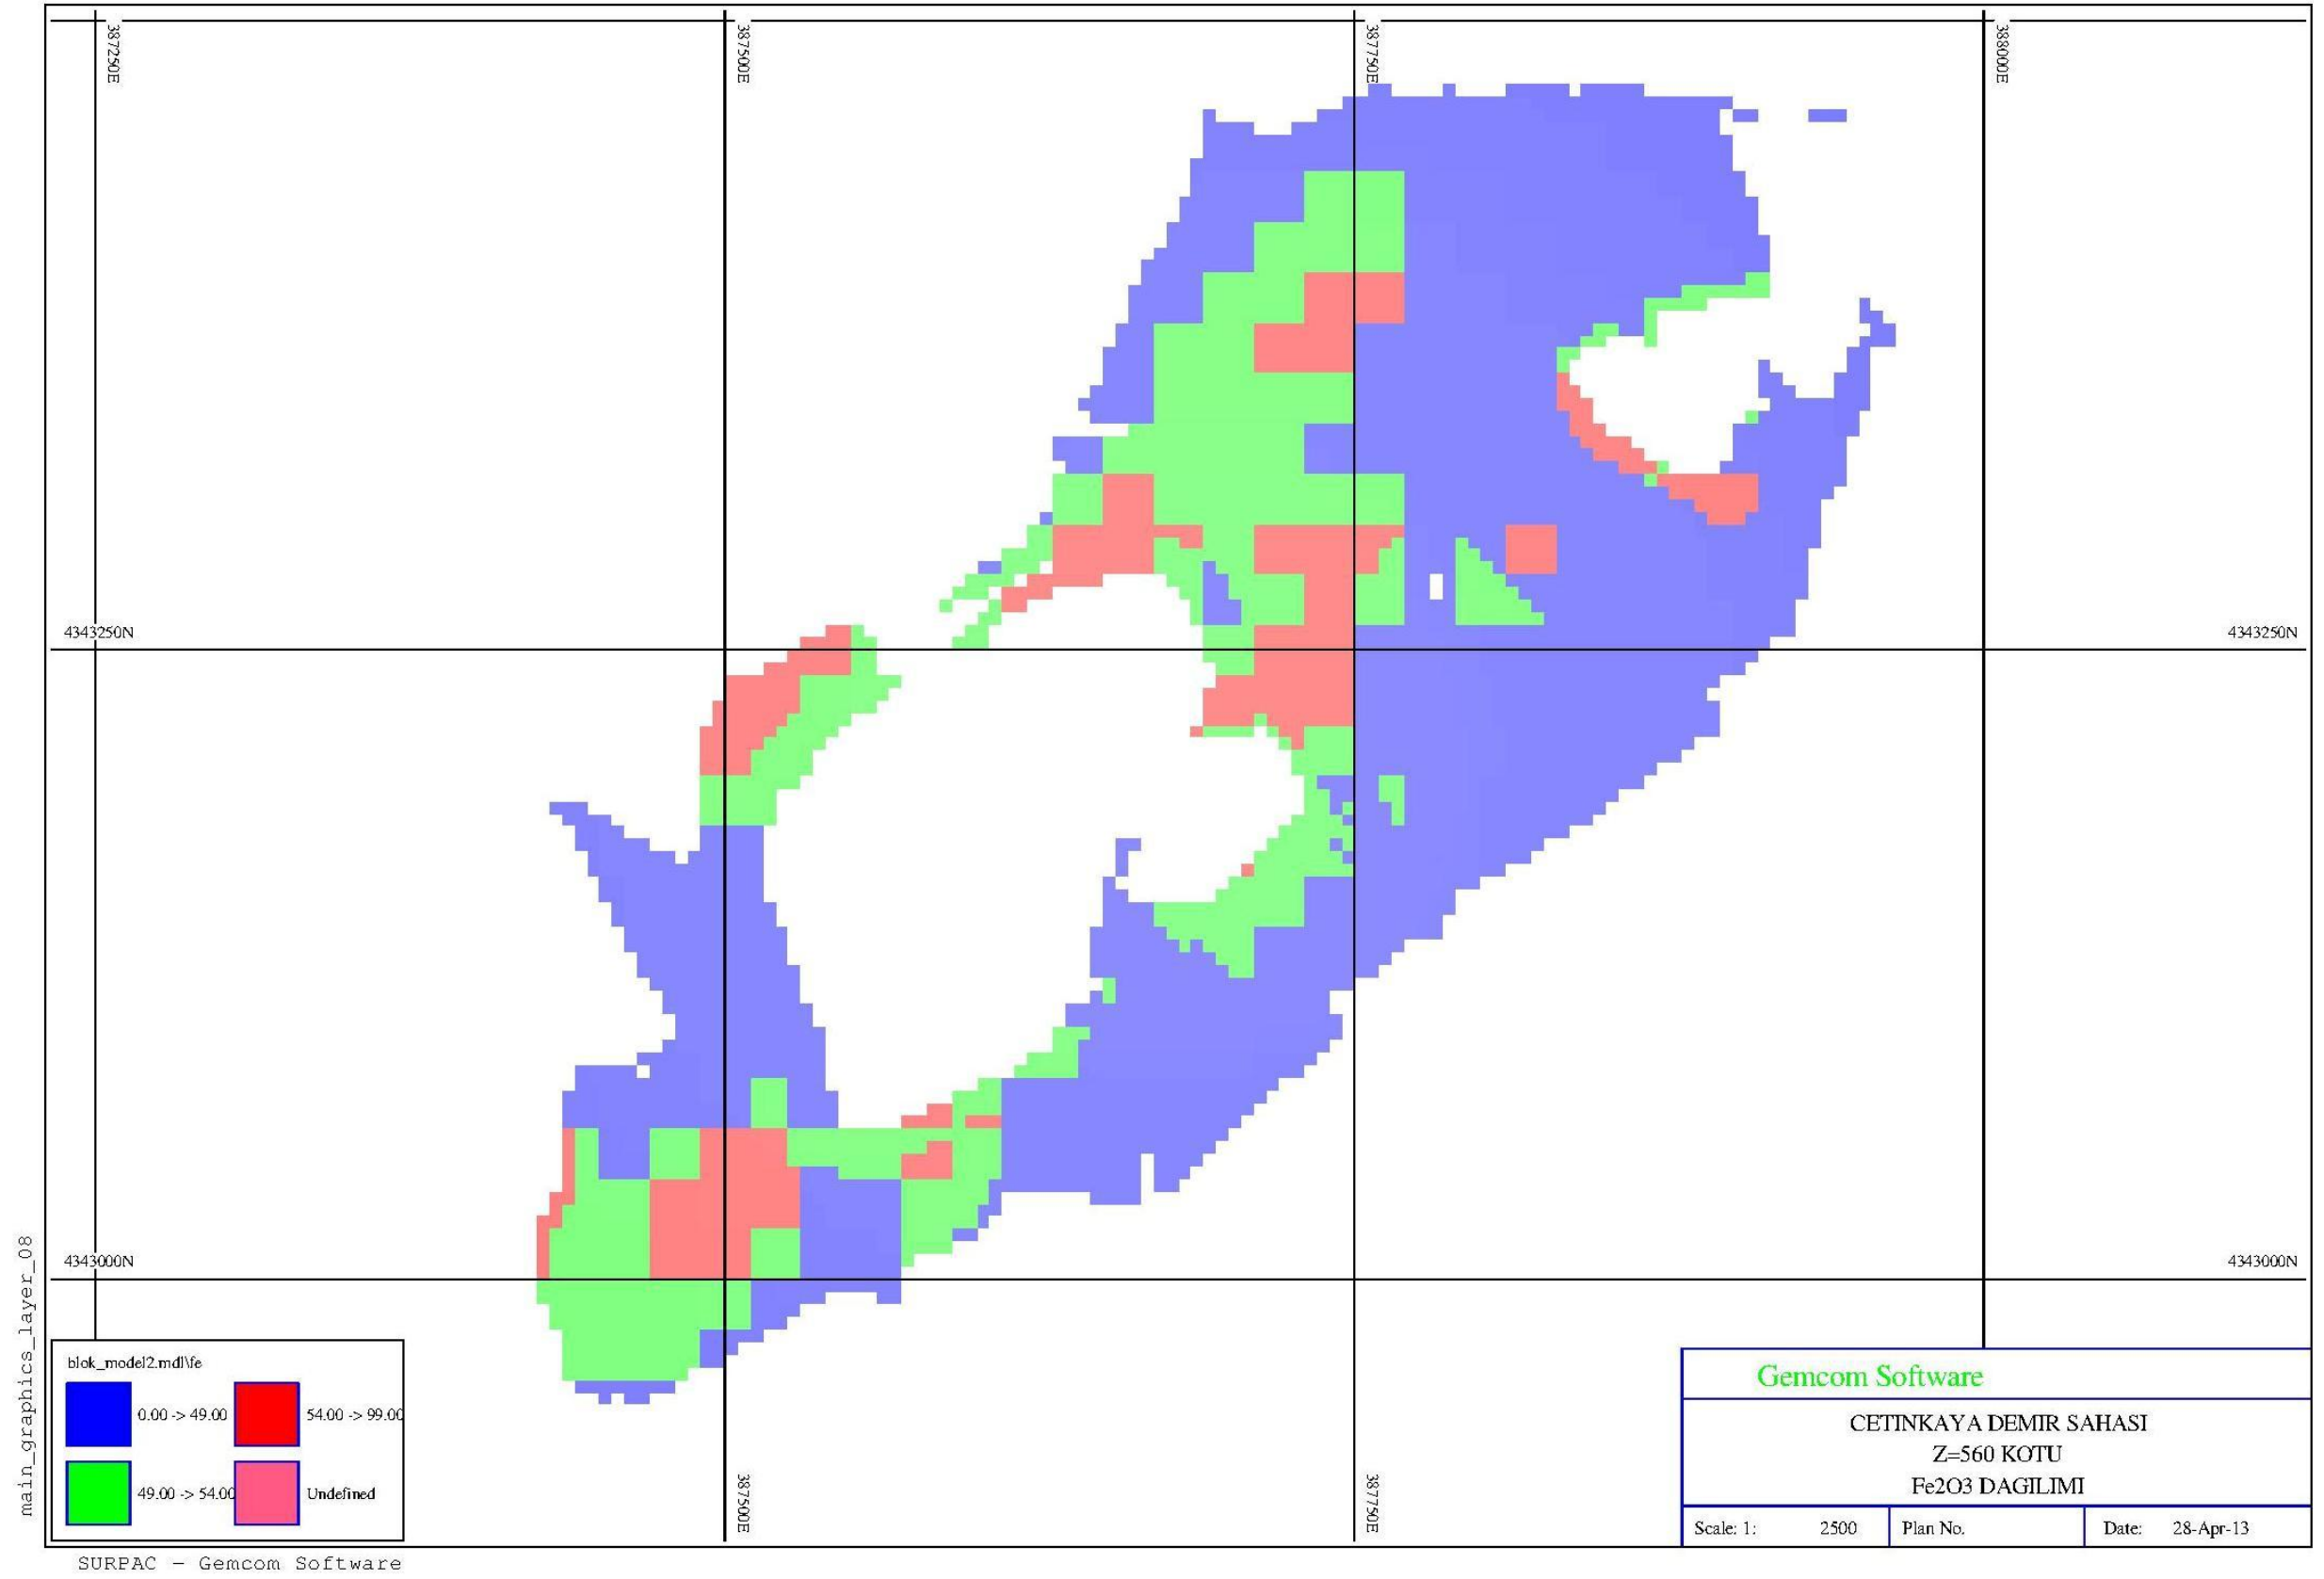 387250E
387500E
387750E
388000E
4343250N
4343250N
4343000N
4343000N
main_graphics_layer_08
blok_model2.mdl\fe
0.00 -> 49.00
54.00 -> 99.00
49.00 -> 54.00
Undefined
387500E
387750E
Gemcom Software
CETINKAYA DEMIR SAHASI
Z=560 KOTU
Fe2O3 DAGILIMI
Scale: 1: 2500
Plan No.
Date: 28-Apr-13
SURPAC - Gemcom Software